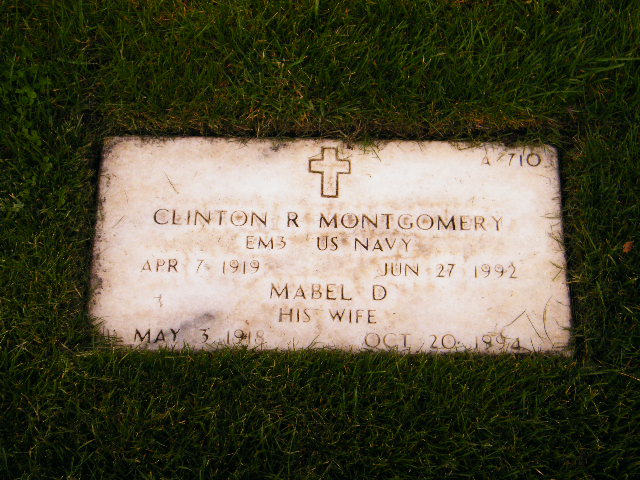 710
CLINTON R MONTGOMERY
EM3 US NAVY
APR 7 1919 JUN 27 1992
MABEL D
HIS WIFE
MAY 3 1918 OCT 20 1994